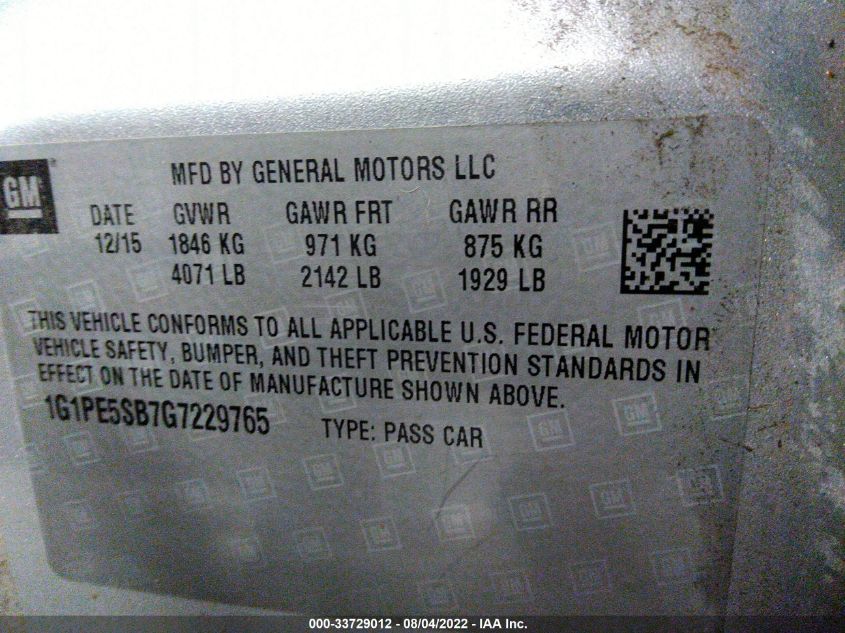 MFD BY GENERAL MOTORS LLC
GM
DATE GVWR GAWR FRT GAWR RR
12/15 1846 KG 971 KG 875 KG
4071 LB 2142 LB 1929 LB
THIS VEHICLE CONFORMS TO ALL APPLICABLE U.S. FEDERAL MOTOR
VEHICLE SAFETY, BUMPER, AND THEFT PREVENTION STANDARDS IN
EFFECT ON THE DATE OF MANUFACTURE SHOWN ABOVE.
1G1PE5SB7G7229765 TYPE: PASS CAR
000-33729012 - 08/04/2022 - IAA Inc.